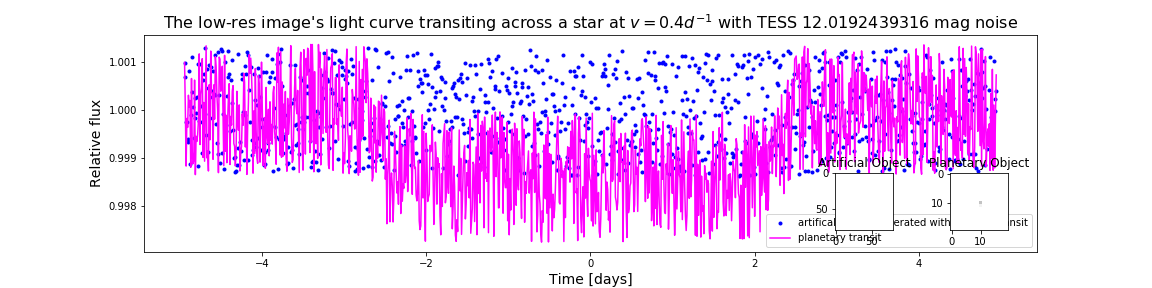 The low-res image's light curve transiting across a star at v = 0.4d⁻¹ with TESS 12.0192439316 mag noise
Relative flux
1.001
1.000
0.999
0.998
−4
−2
0
2
4
Time [days]
Artificial Objects
0
50
0
50
Planetary Object
0
10
0
10
planetary transit